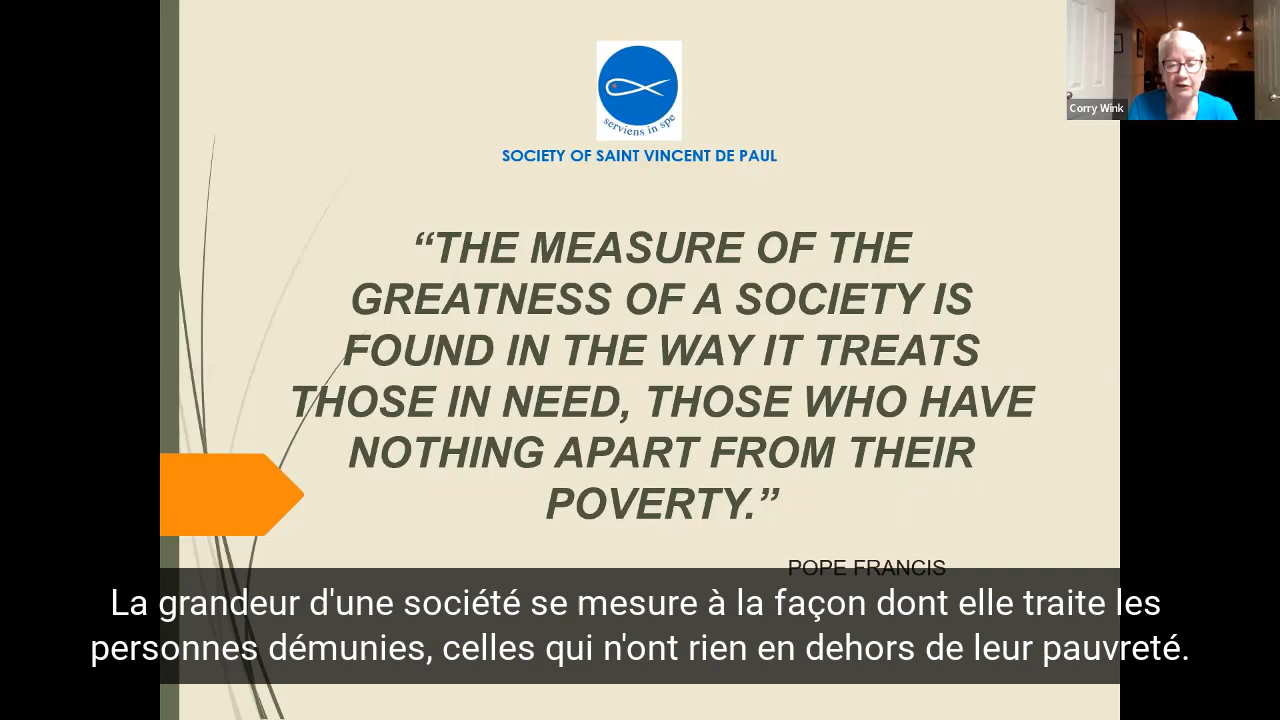 Corry Wink
serviens in spe
SOCIETY OF SAINT VINCENT DE PAUL
“THE MEASURE OF THE
GREATNESS OF A SOCIETY IS
FOUND IN THE WAY IT TREATS
THOSE IN NEED, THOSE WHO HAVE
NOTHING APART FROM THEIR
POVERTY.”
POPE FRANCIS
La grandeur d'une société se mesure à la façon dont elle traite les
personnes démunies, celles qui n'ont rien en dehors de leur pauvreté.